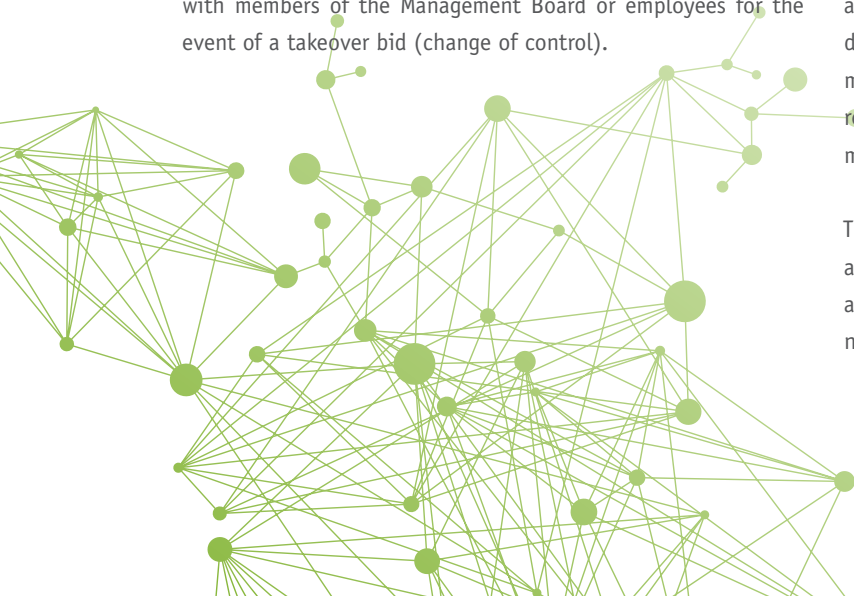 with members of the Management Board or employees for the
event of a takeover bid (change of control).